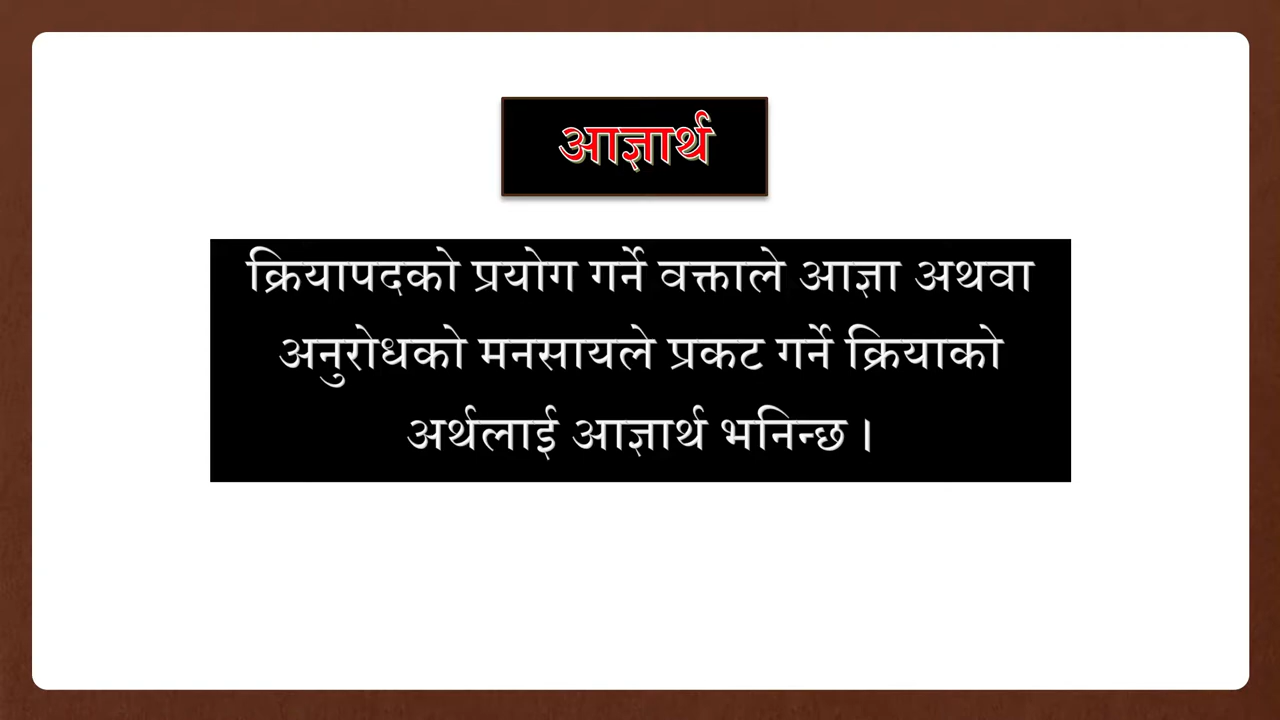 आज्ञार्थ
क्रियापदको प्रयोग गर्ने वक्ताले आज्ञा अथवा
अनुरोधको मनसायले प्रकट गर्ने क्रियाको
अर्थलाई आज्ञार्थ भनिन्छ ।